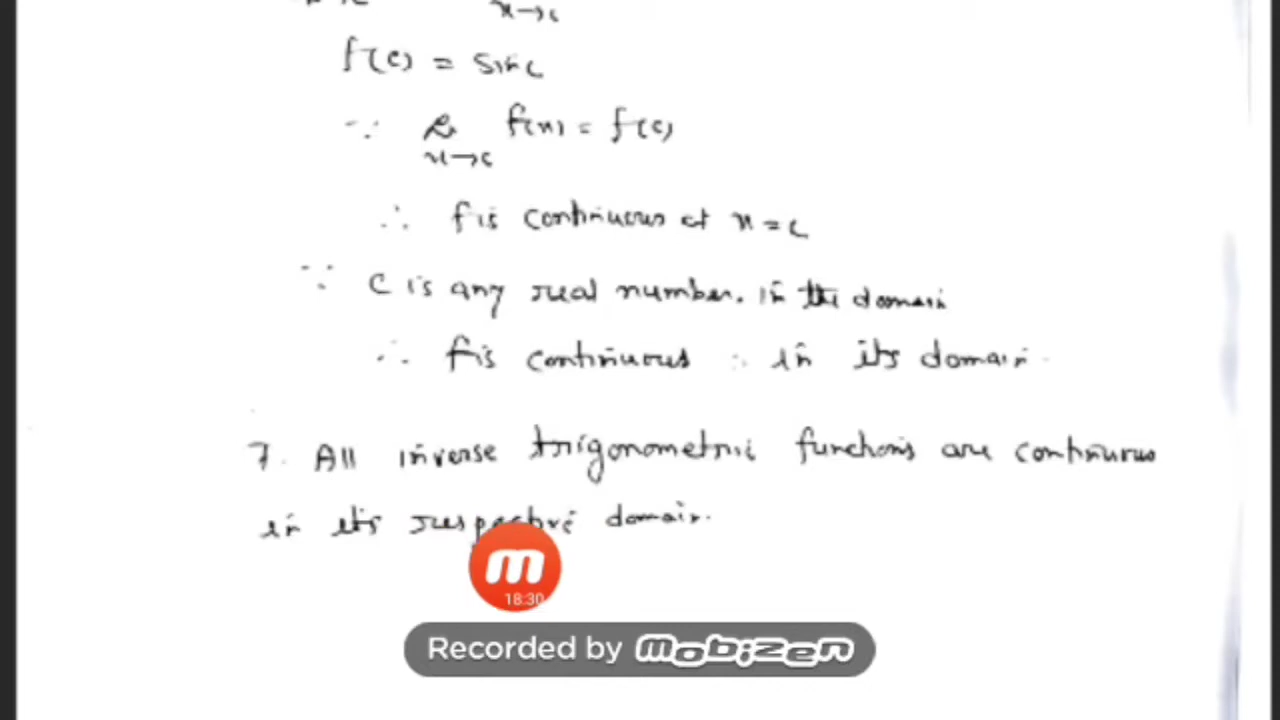 x→c
f(c) = sin c
∵ lt f(x) = f(c)
x→c
∴ f is continuous at x = c
∵ c is any real number. in the domain
∴ f is continuous in its domain.
7. All inverse trigonometric functions are continuous
in its respective domain.
18:30
Recorded by mobizen